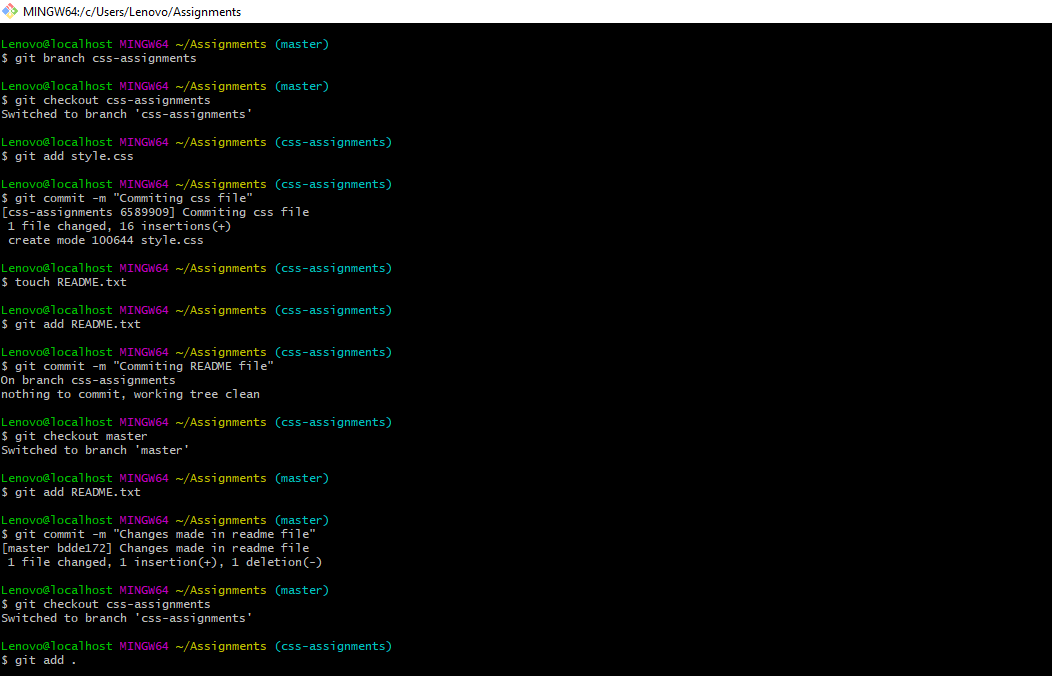 MINGW64:/c/Users/Lenovo/Assignments
Lenovo@localhost MINGW64 ~/Assignments (master)
$ git branch css-assignments
Lenovo@localhost MINGW64 ~/Assignments (master)
$ git checkout css-assignments
Switched to branch 'css-assignments'
Lenovo@localhost MINGW64 ~/Assignments (css-assignments)
$ git add style.css
Lenovo@localhost MINGW64 ~/Assignments (css-assignments)
$ git commit -m "Commiting css file"
[css-assignments 6589909] Commiting css file
1 file changed, 16 insertions(+)
create mode 100644 style.css
Lenovo@localhost MINGW64 ~/Assignments (css-assignments)
$ touch README.txt
Lenovo@localhost MINGW64 ~/Assignments (css-assignments)
$ git add README.txt
Lenovo@localhost MINGW64 ~/Assignments (css-assignments)
$ git commit -m "Commiting README file"
On branch css-assignments
nothing to commit, working tree clean
Lenovo@localhost MINGW64 ~/Assignments (css-assignments)
$ git checkout master
Switched to branch 'master'
Lenovo@localhost MINGW64 ~/Assignments (master)
$ git add README.txt
Lenovo@localhost MINGW64 ~/Assignments (master)
$ git commit -m "Changes made in readme file"
[master bdde172] Changes made in readme file
1 file changed, 1 insertion(+), 1 deletion(-)
Lenovo@localhost MINGW64 ~/Assignments (master)
$ git checkout css-assignments
Switched to branch 'css-assignments'
Lenovo@localhost MINGW64 ~/Assignments (css-assignments)
$ git add .